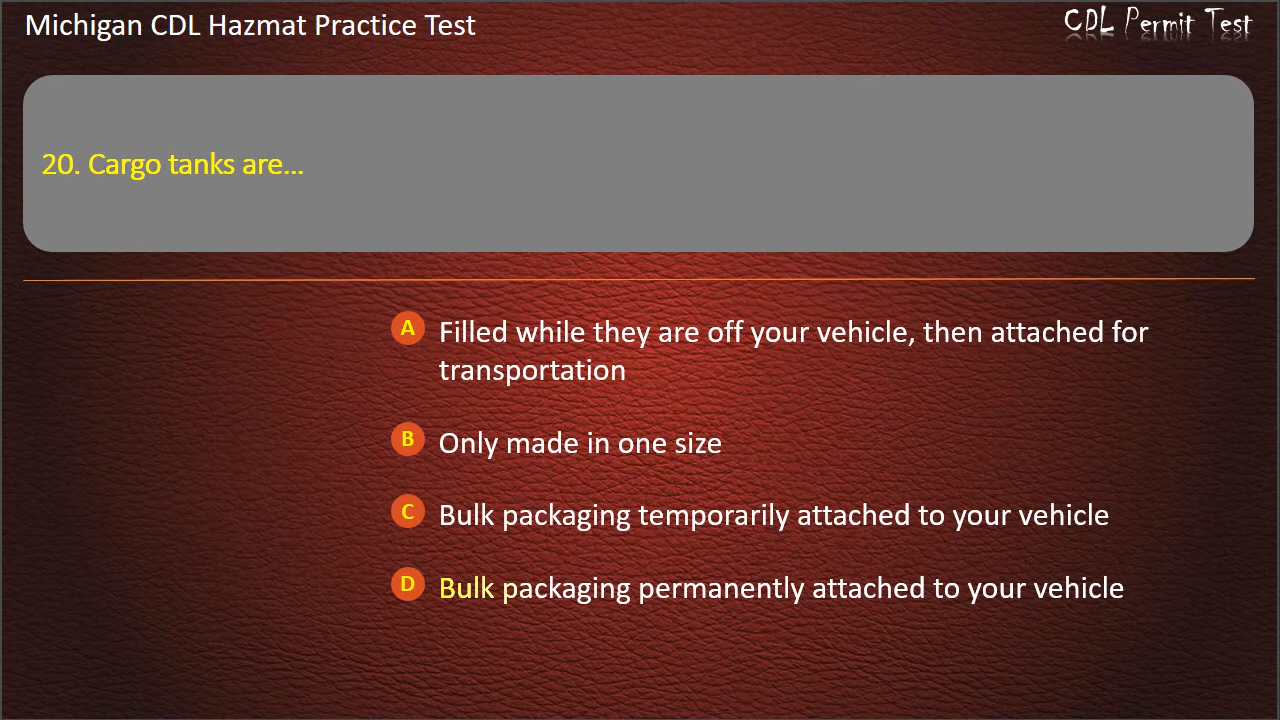 Michigan CDL Hazmat Practice Test
CDL Permit Test
20. Cargo tanks are...
A Filled while they are off your vehicle, then attached for
transportation
B Only made in one size
C Bulk packaging temporarily attached to your vehicle
D Bulk packaging permanently attached to your vehicle